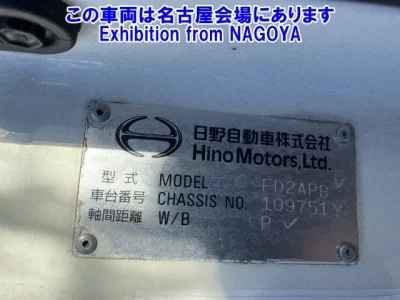 この車両は名古屋会場にあります
Exhibition from NAGOYA
日野自動車株式会社
Hino Motors, Ltd.
型式 MODEL FD2APB
車台番号 CHASSIS NO. 109751
軸間距離 W/B P